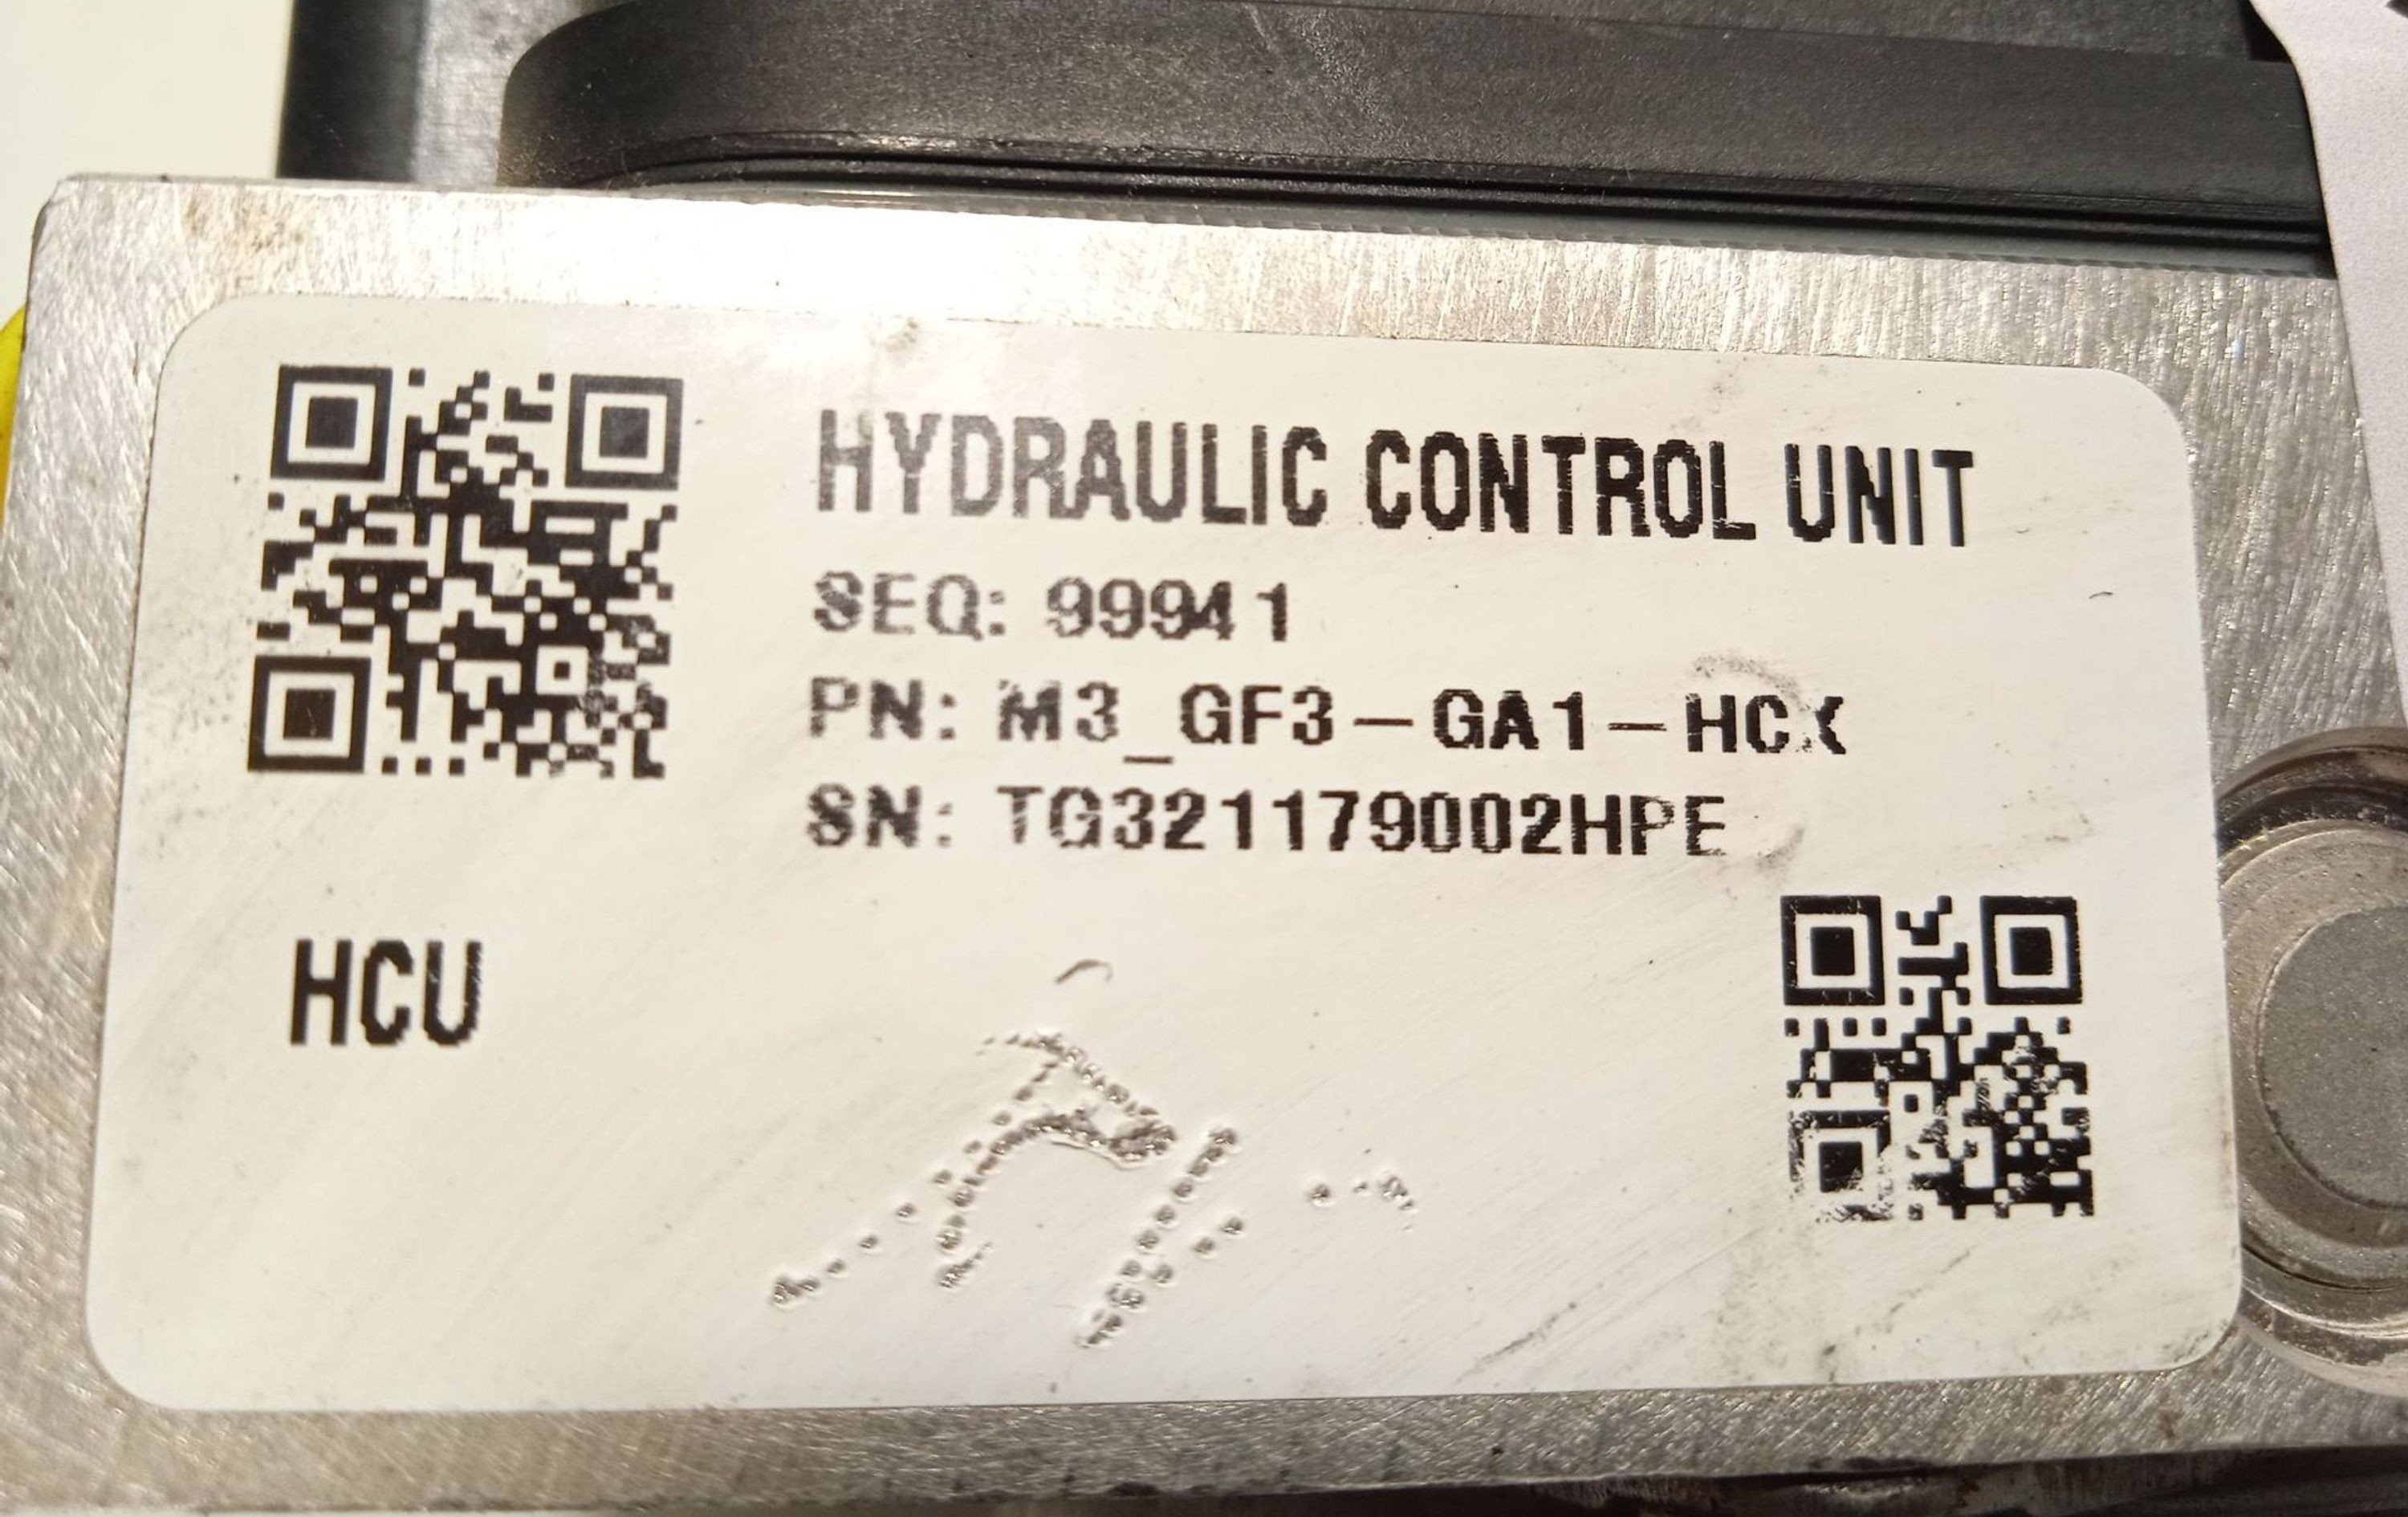 HYDRAULIC CONTROL UNIT
SEQ: 99941
PN: M3_GF3-GA1-HCX
SN: TG321179002HPE
HCU